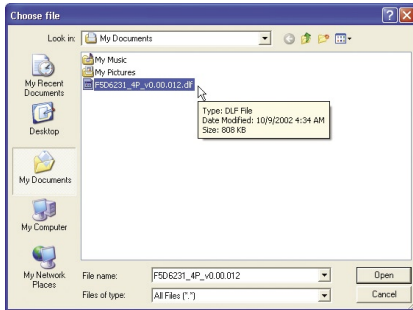 Choose file
Look in: My Documents
My Recent Documents
Desktop
My Documents
My Computer
My Network Places
My Music
My Pictures
F5D6231_4P_v0.00.012.dlf
Type: DLF File
Date Modified: 10/9/2002 4:34 AM
Size: 808 KB
File name: F5D6231_4P_v0.00.012 Open
Files of type: All Files (*.*) Cancel